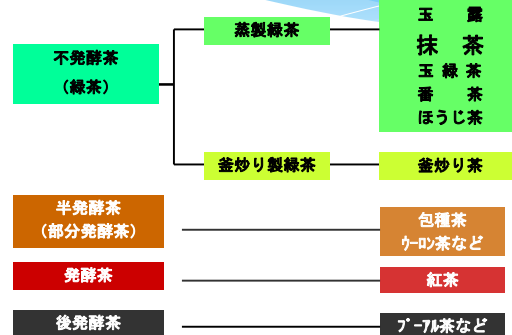 不発酵茶
（緑茶）
蒸製緑茶
玉　　露
抹　茶
玉 緑 茶
番　　茶
ほうじ茶
釜炒り製緑茶
釜炒り茶
半発酵茶
（部分発酵茶）
包種茶
ｳｰﾛﾝ茶など
発酵茶
紅茶
後発酵茶
ﾌﾟｰｱﾙ茶など